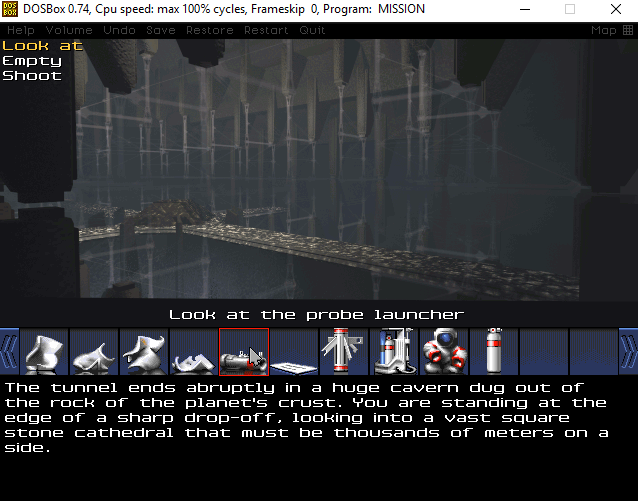 DOSBox 0.74, Cpu speed: max 100% cycles, Frameskip 0, Program: MISSION
Help Volume Undo Save Restore Restart Quit Map
Look at
Empty
Shoot
Look at the probe launcher
The tunnel ends abruptly in a huge cavern dug out of
the rock of the planet's crust. You are standing at the
edge of a sharp drop-off, looking into a vast square
stone cathedral that must be thousands of meters on a
side.